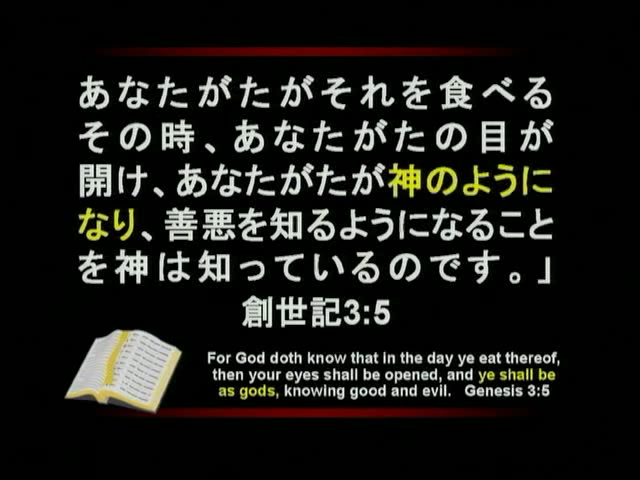 あなたがたがそれを食べる
その時、あなたがたの目が
開け、あなたがたが神のように
なり、善悪を知るようになること
を神は知っているのです。」
創世記3:5
For God doth know that in the day ye eat thereof,
then your eyes shall be opened, and ye shall be
as gods, knowing good and evil.   Genesis 3:5